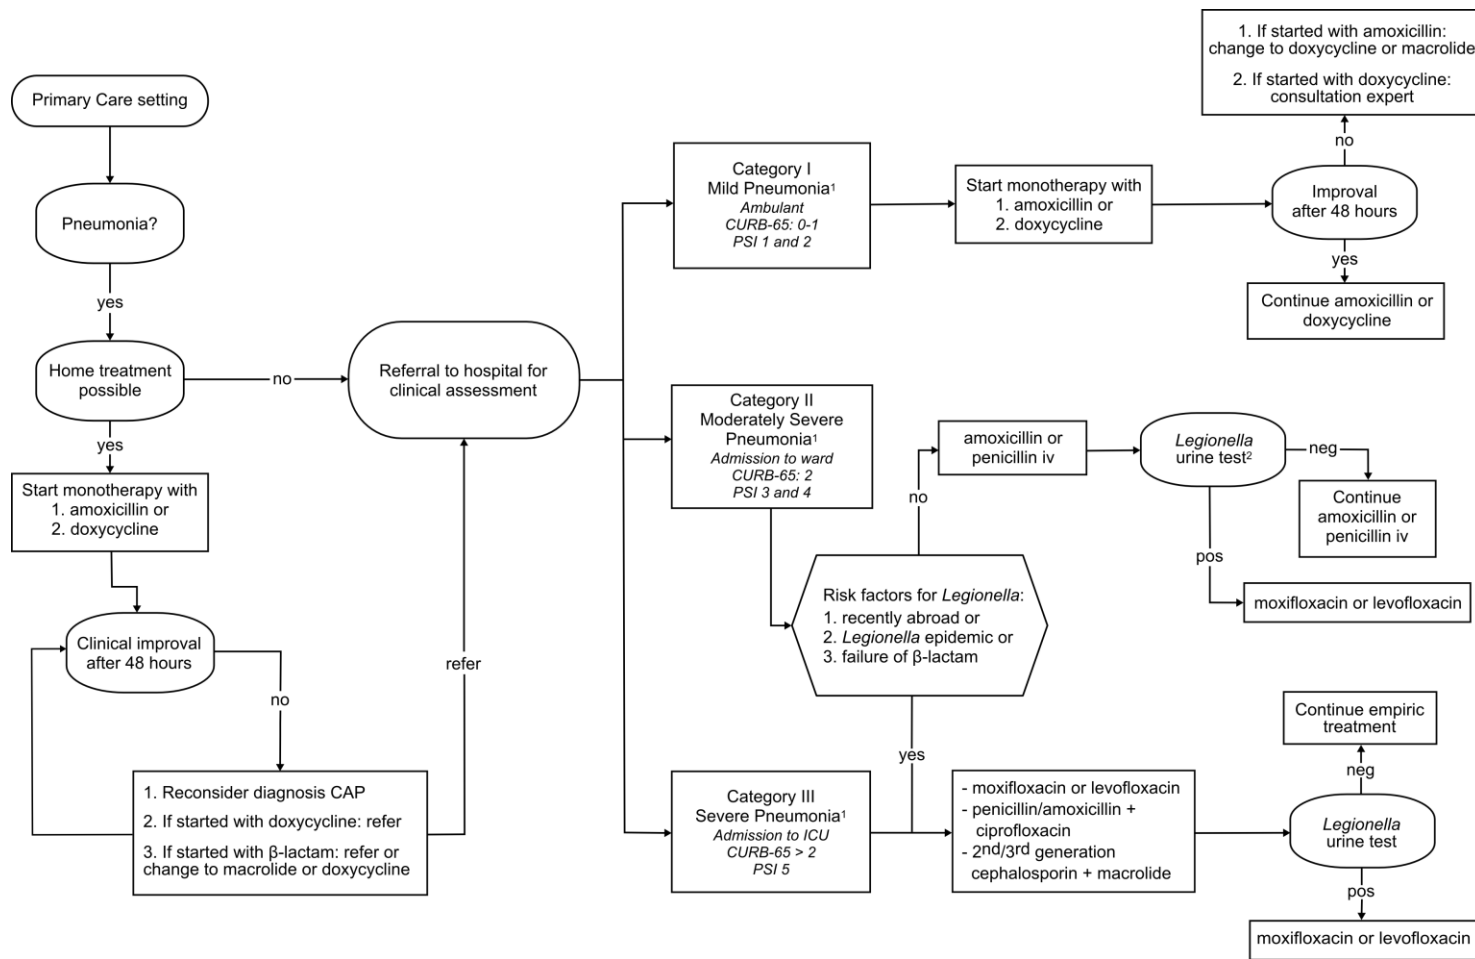 Primary Care setting
Pneumonia?
yes
Home treatment
possible
no
yes
Start monotherapy with
1. amoxicillin or
2. doxycycline
Clinical improval
after 48 hours
no
1. Reconsider diagnosis CAP
2. If started with doxycycline: refer
3. If started with β-lactam: refer or
change to macrolide or doxycycline
refer
Referral to hospital for
clinical assessment
Category I
Mild Pneumonia¹
Ambulant
CURB-65: 0-1
PSI 1 and 2
Start monotherapy with
1. amoxicillin or
2. doxycycline
Improval
after 48 hours
no
1. If started with amoxicillin:
change to doxycycline or macrolide
2. If started with doxycycline:
consultation expert
yes
Continue amoxicillin or
doxycycline
Category II
Moderately Severe
Pneumonia¹
Admission to ward
CURB-65: 2
PSI 3 and 4
Risk factors for Legionella:
1. recently abroad or
2. Legionella epidemic or
3. failure of β-lactam
no
amoxicillin or
penicillin iv
Legionella
urine test²
neg
Continue
amoxicillin or
penicillin iv
pos
moxifloxacin or levofloxacin
yes
Category III
Severe Pneumonia¹
Admission to ICU
CURB-65 > 2
PSI 5
- moxifloxacin or levofloxacin
- penicillin/amoxicillin +
ciprofloxacin
- 2nd/3rd generation
cephalosporin + macrolide
Legionella
urine test
neg
Continue empiric
treatment
pos
moxifloxacin or levofloxacin